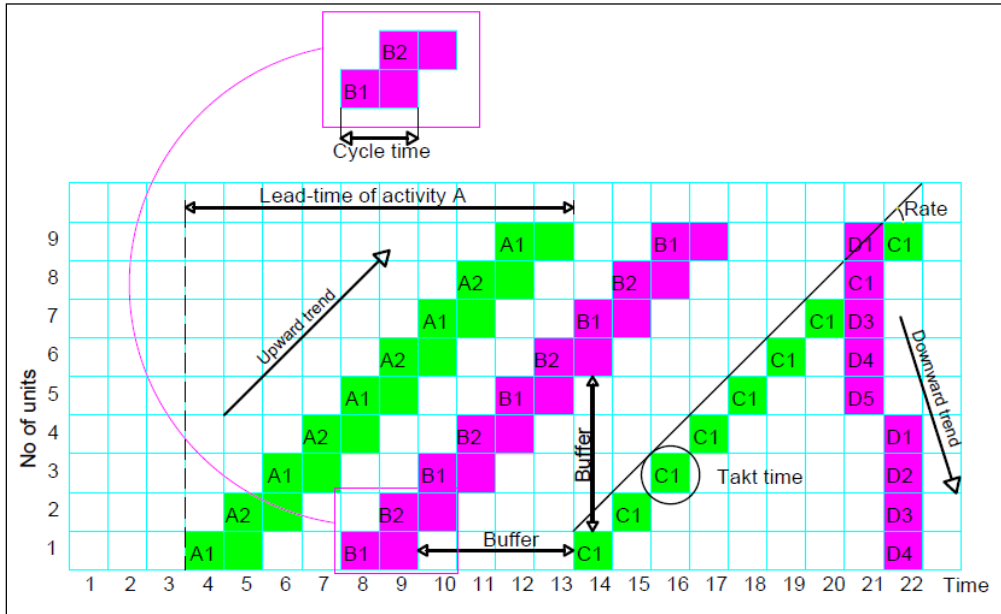 B2
B1
Cycle time
Lead-time of activity A
Rate
9 A1 B1 D1 C1
8 A2 B2 C1
Upward trend
7 A1 B1 C1 D3
6 A2 B2 C1 D4
Downward trend
5 A1 B1 C1 D5
No of units
Buffer
4 A2 B2 C1 D1
3 A1 B1 C1 Takt time D2
2 A2 B2 C1 D3
Buffer
1 A1 B1 C1 D4
1 2 3 4 5 6 7 8 9 10 11 12 13 14 15 16 17 18 19 20 21 22 Time